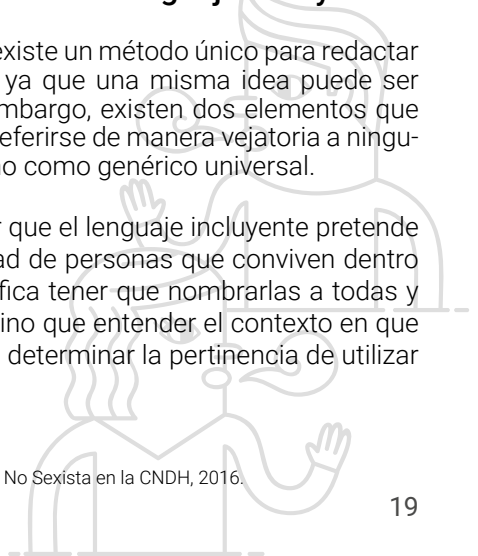 existe un método único para redactar
ya que una misma idea puede ser
mbargo, existen dos elementos que
eferirse de manera vejatoria a ningu-
no como genérico universal.
r que el lenguaje incluyente pretende
ad de personas que conviven dentro
fica tener que nombrarlas a todas y
ino que entender el contexto en que
determinar la pertinencia de utilizar
No Sexista en la CNDH, 2016.
19